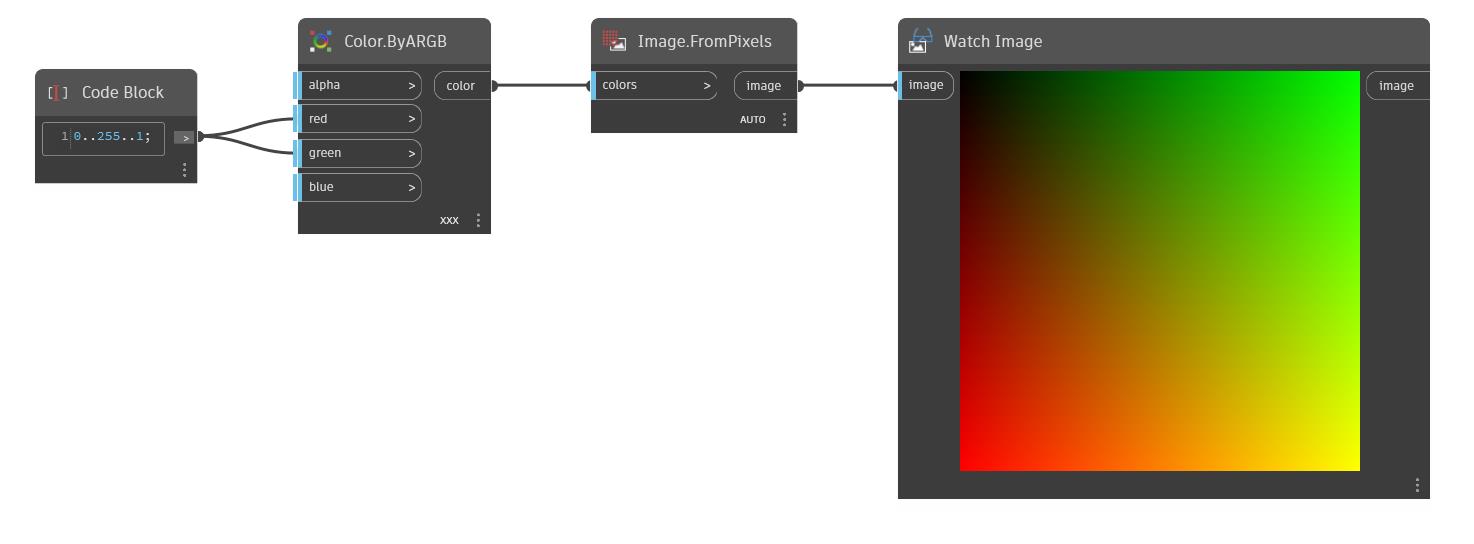 Code Block
1 0..255..1;
>
Color.ByARGB
alpha >
color
red >
green >
blue >
XXX
Image.FromPixels
colors >
image
AUTO
Watch Image
image
image